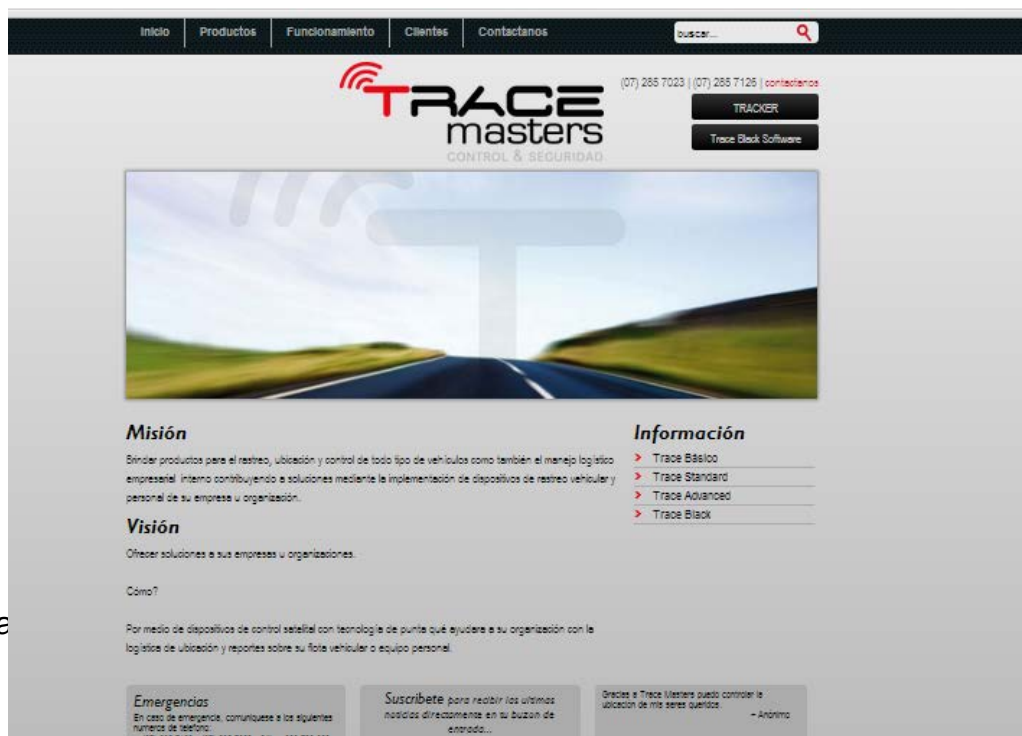 Inicio Productos Funcionamiento Clientes Contactanos buscar...
TRACE
masters
CONTROL & SEGURIDAD
(07) 285 7023 | (07) 285 7126 | contactanos
TRACKER
Trace Black Software
Misión
Brindar productos para el rastreo, ubicación y control de todo tipo de vehículos como también el manejo logístico
empresarial interno contribuyendo a soluciones mediante la implementación de dispositivos de rastreo vehicular y
personal de su empresa u organización.
Visión
Ofrecer soluciones a sus empresas u organizaciones.
Cómo?
Por medio de dispositivos de control satelital con tecnología de punta qué ayudara a su organización con la
logística de ubicación y reportes sobre su flota vehicular o equipo personal.
Información
Trace Básico
Trace Standard
Trace Advanced
Trace Black
Emergencias
En caso de emergencia, comuniquese a los siguientes
numeros de telefono:
Suscribete para recibir las ultimas
noticias directamente en tu buzon de
entrada...
Gracias a Trace Masters puedo controlar la
ubicacion de mis seres queridos.
– Anónimo